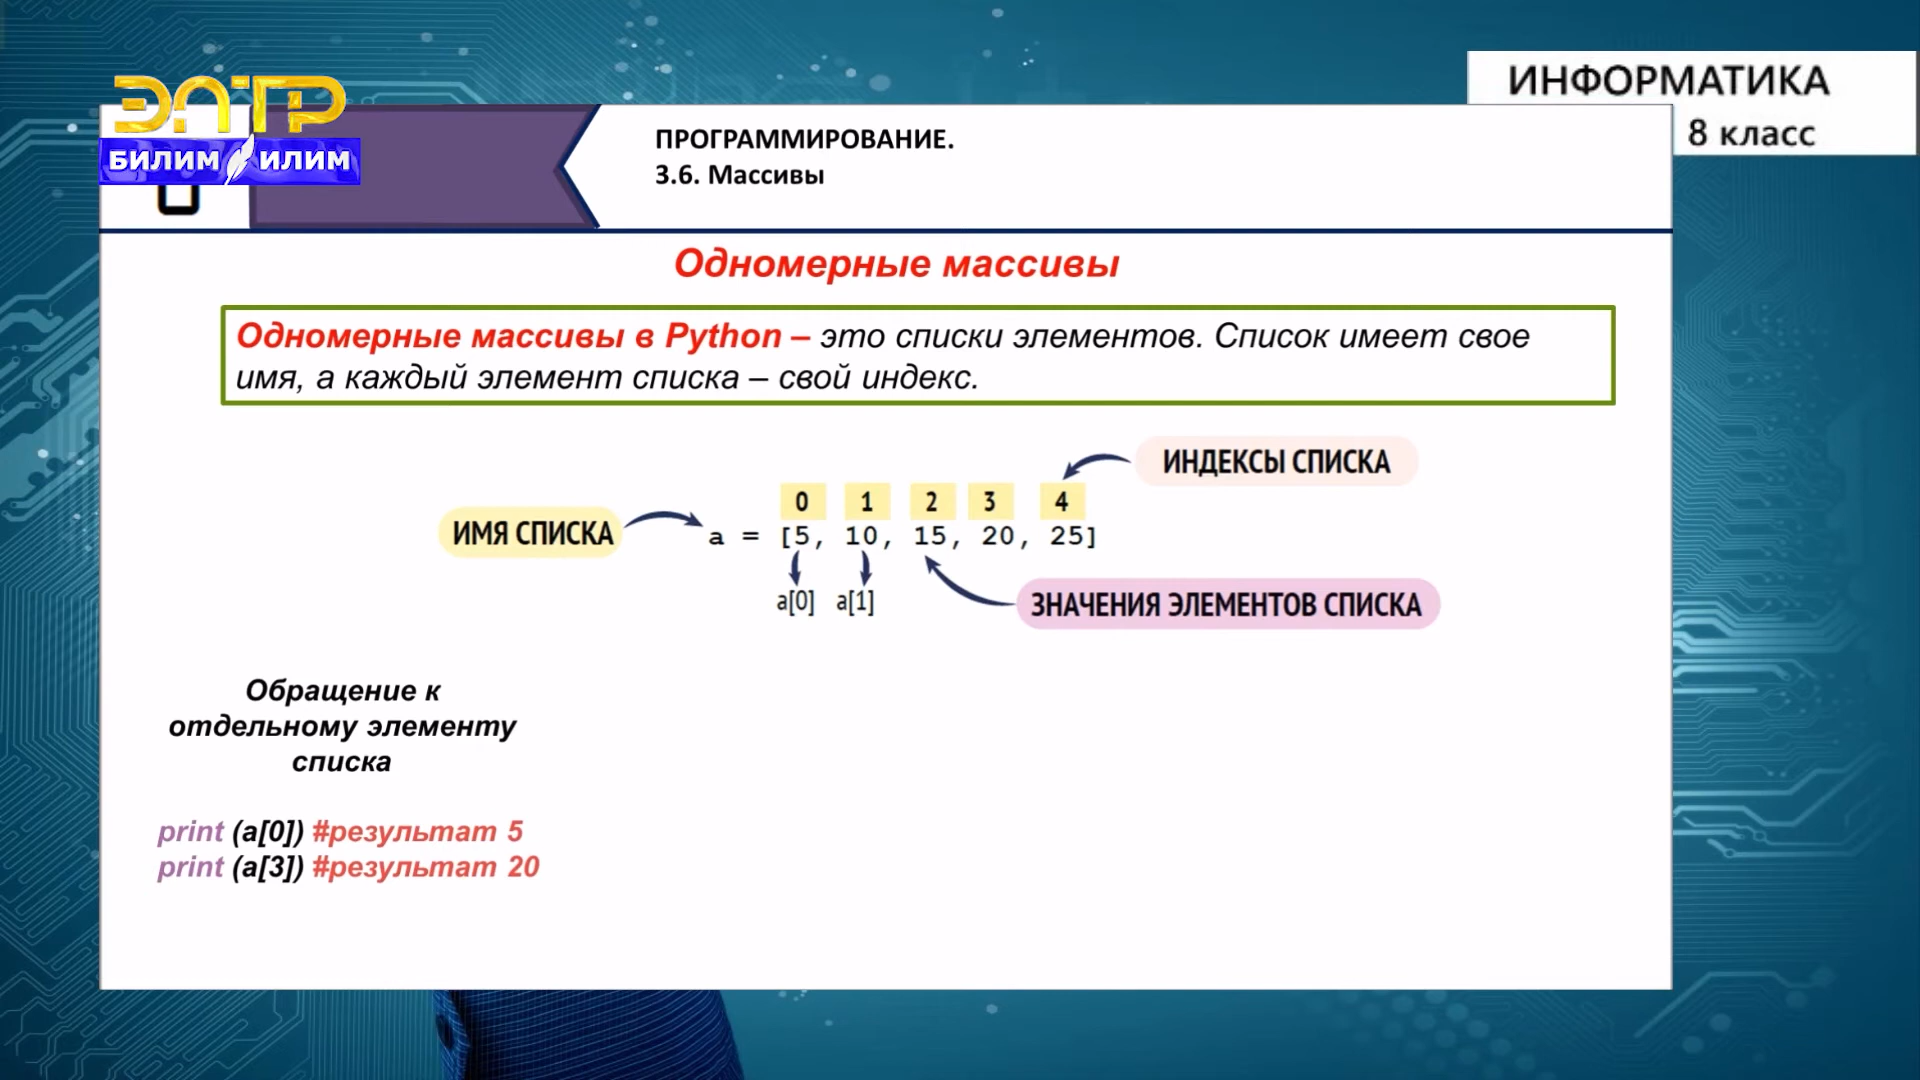 ИНФОРМАТИКА
8 класс
ЭЛТР
БИЛИМ ИЛИМ
ПРОГРАММИРОВАНИЕ.
3.6. Массивы
Одномерные массивы
Одномерные массивы в Python – это списки элементов. Список имеет свое
имя, а каждый элемент списка – свой индекс.
ИНДЕКСЫ СПИСКА
0 1 2 3 4
ИМЯ СПИСКА
a = [5, 10, 15, 20, 25]
a[0] a[1]
ЗНАЧЕНИЯ ЭЛЕМЕНТОВ СПИСКА
Обращение к
отдельному элементу
списка
print (a[0]) #результат 5
print (a[3]) #результат 20